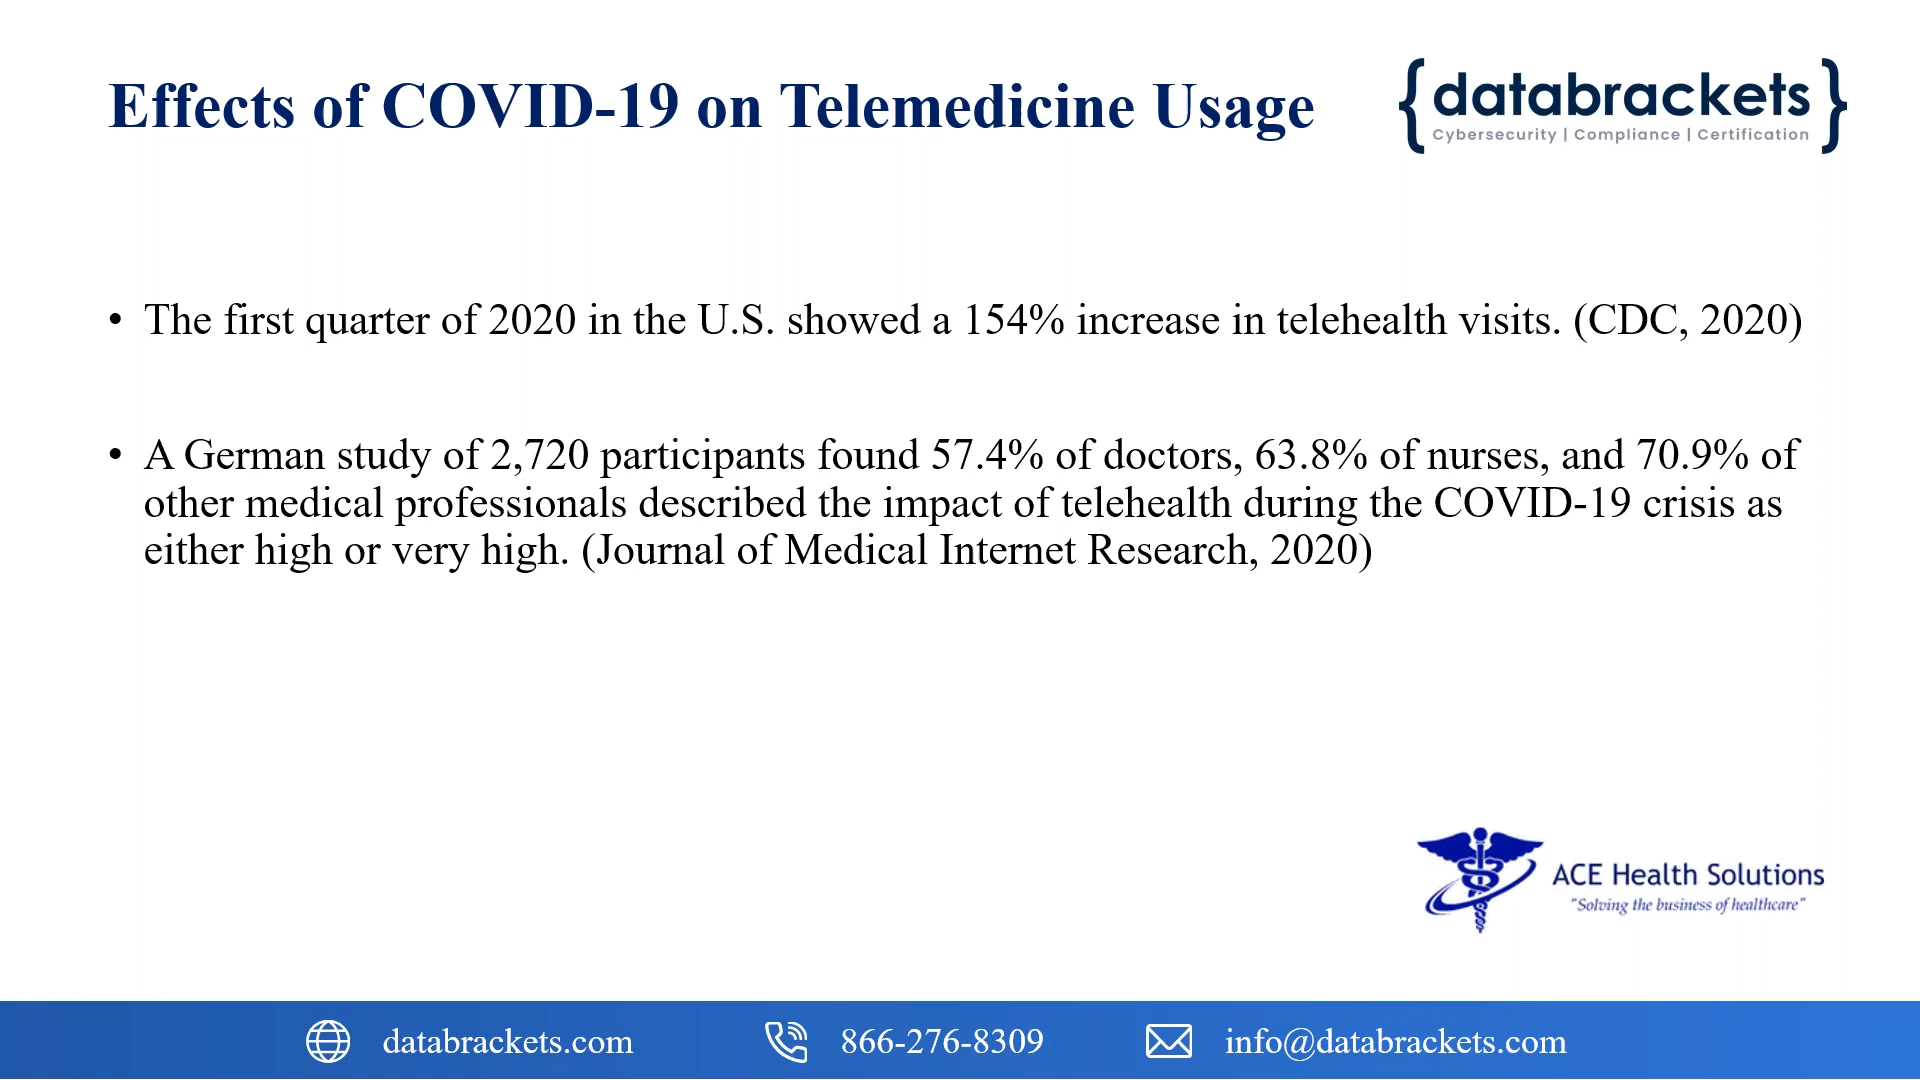 Effects of COVID-19 on Telemedicine Usage
{databrackets}
Cybersecurity | Compliance | Certification
• The first quarter of 2020 in the U.S. showed a 154% increase in telehealth visits. (CDC, 2020)
• A German study of 2,720 participants found 57.4% of doctors, 63.8% of nurses, and 70.9% of
other medical professionals described the impact of telehealth during the COVID-19 crisis as
either high or very high. (Journal of Medical Internet Research, 2020)
ACE Health Solutions
"Solving the business of healthcare"
databrackets.com
866-276-8309
info@databrackets.com